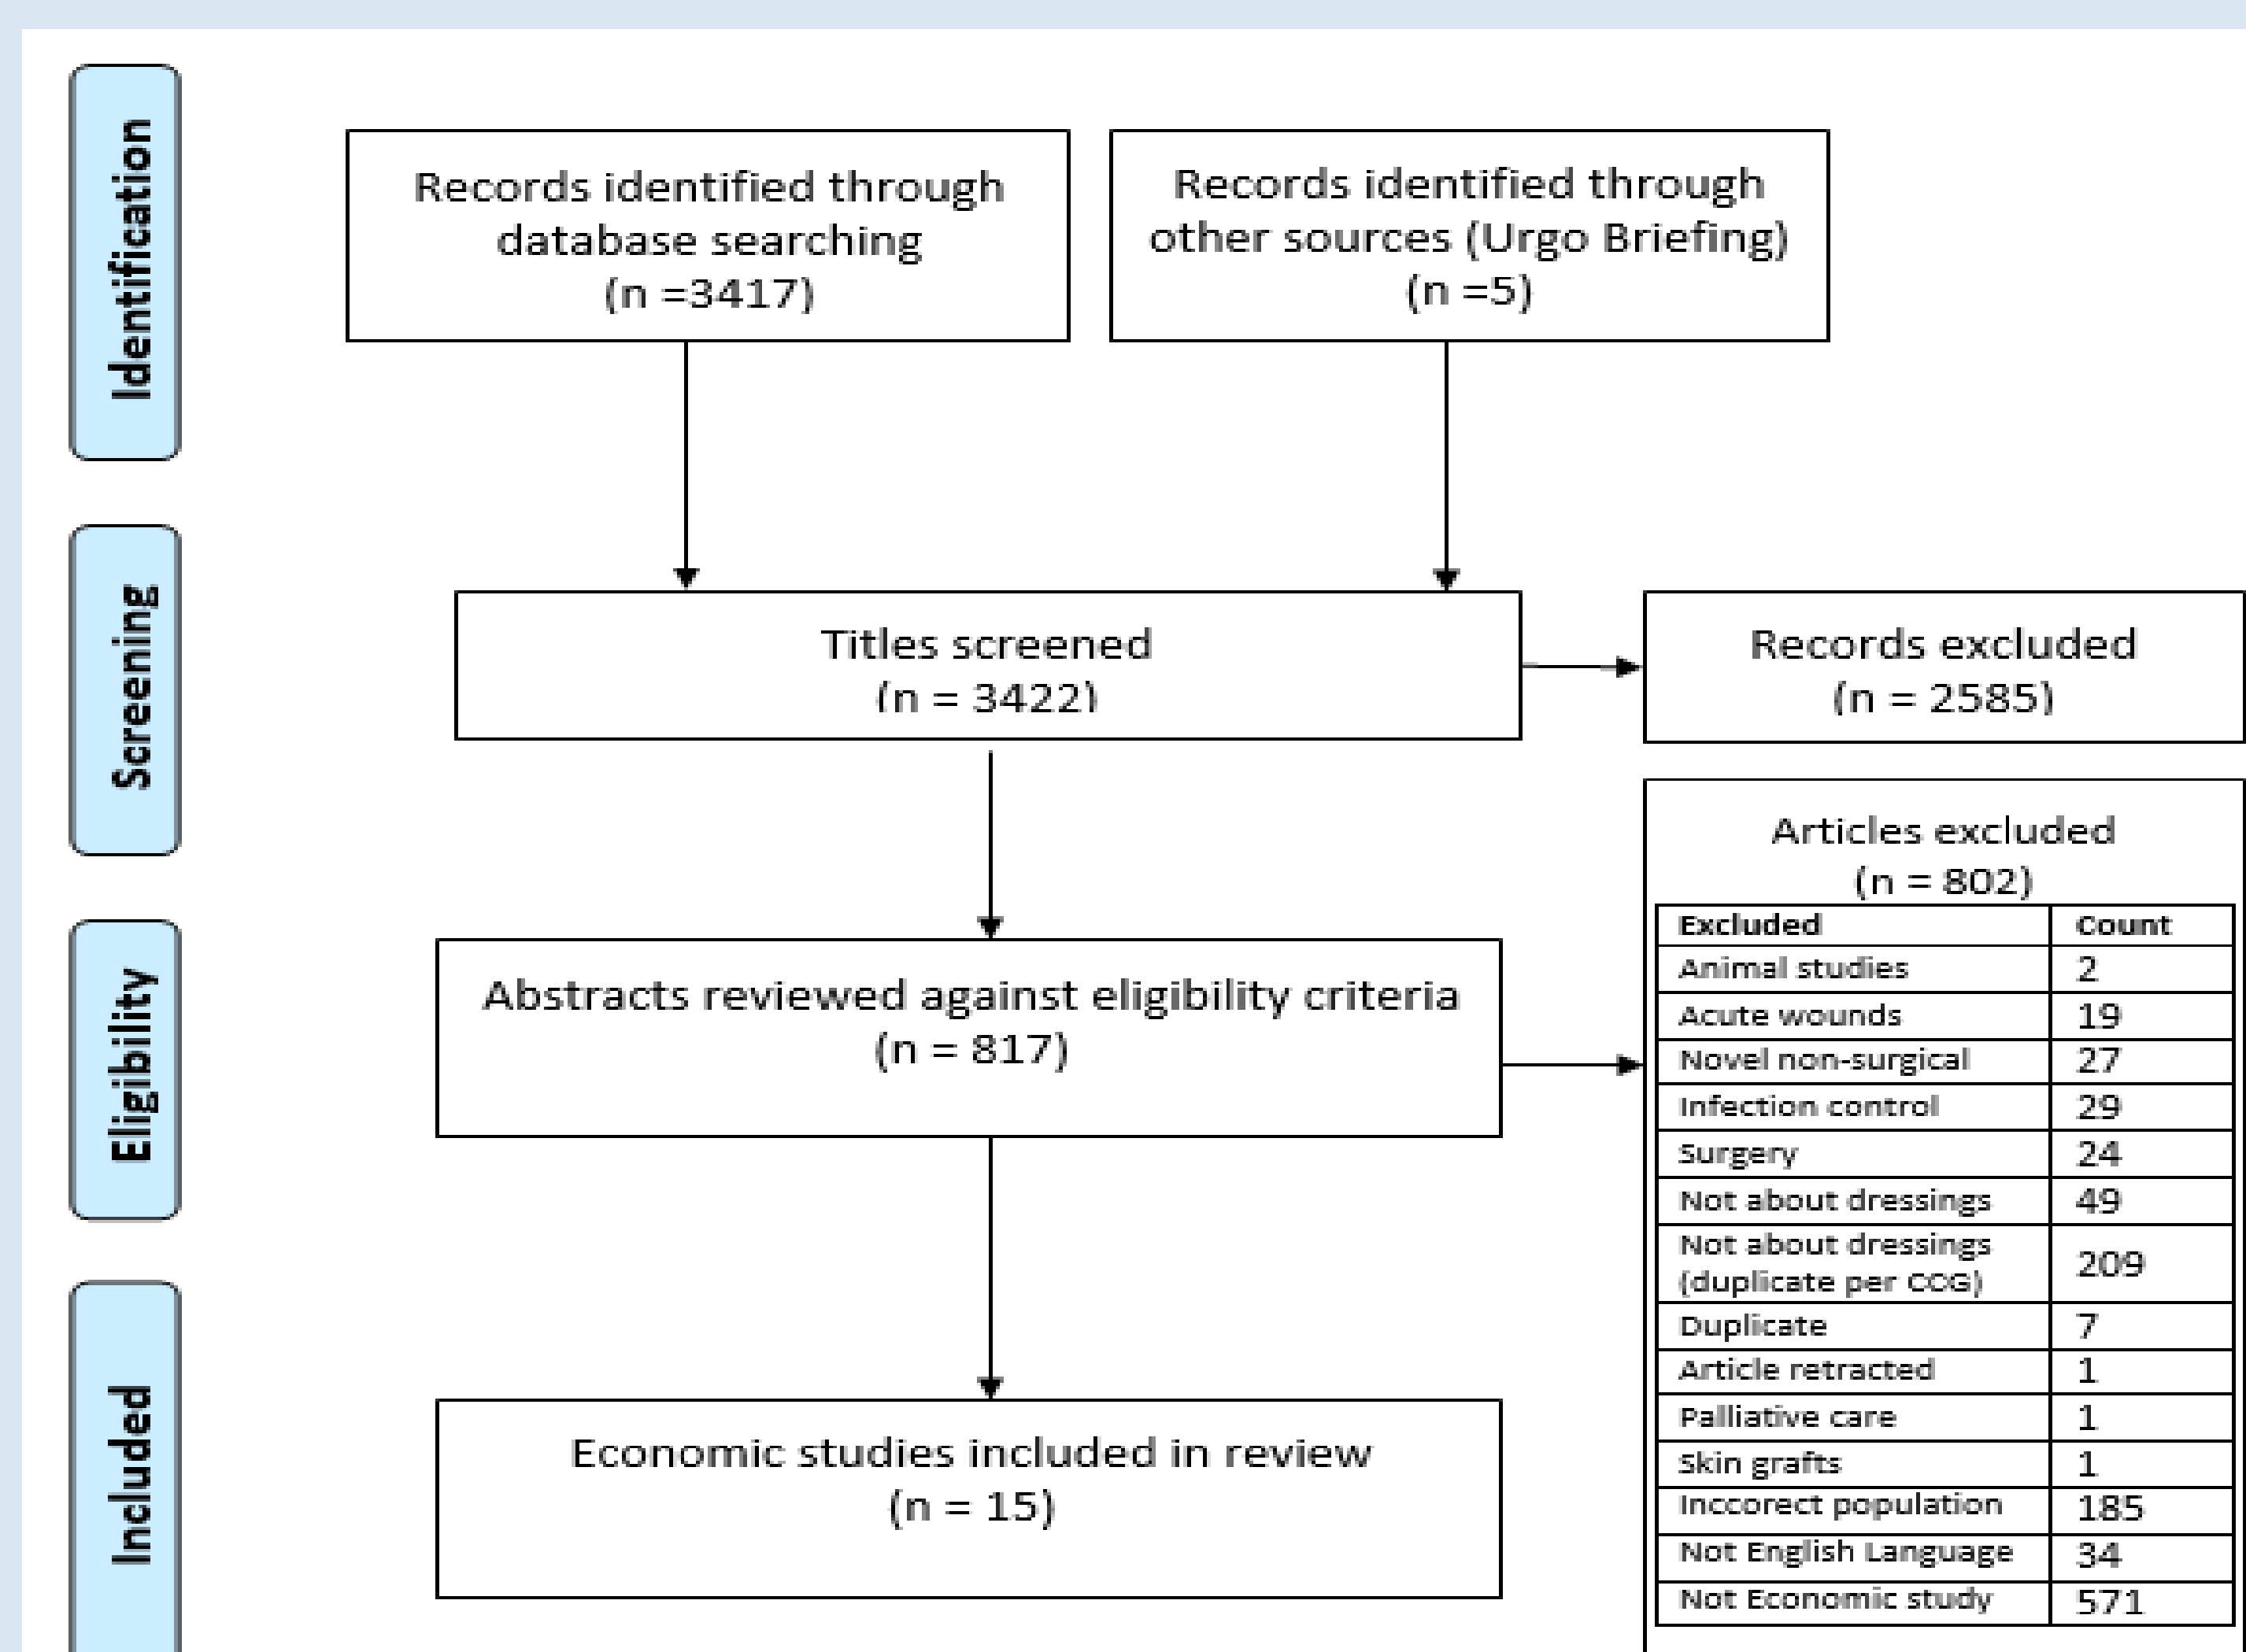 Identification
Records identified through
database searching
(n =3417)
Records identified through
other sources (Urgo Briefing)
(n =5)
Screening
Titles screened
(n = 3422)
Records excluded
(n = 2585)
Eligibility
Abstracts reviewed against eligibility criteria
(n = 817)
Articles excluded
(n = 802)
Excluded Count
Animal studies 2
Acute wounds 19
Novel non-surgical 27
Infection control 29
Surgery 24
Not about dressings 49
Not about dressings
(duplicate per CCG) 209
Duplicate 7
Article retracted 1
Palliative care 1
Skin grafts 1
Inccorect population 185
Not English Language 34
Not Economic study 571
Included
Economic studies included in review
(n = 15)